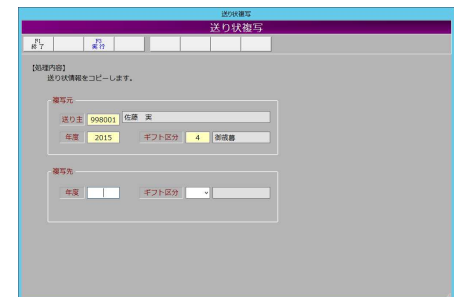 送り状複写
送り状複写
F1 終了
F3 実行
【処理内容】
送り状情報をコピーします。
複写元
送り主 998001 佐藤 実
年度 2015 ギフト区分 4 御歳暮
複写先
年度 ギフト区分